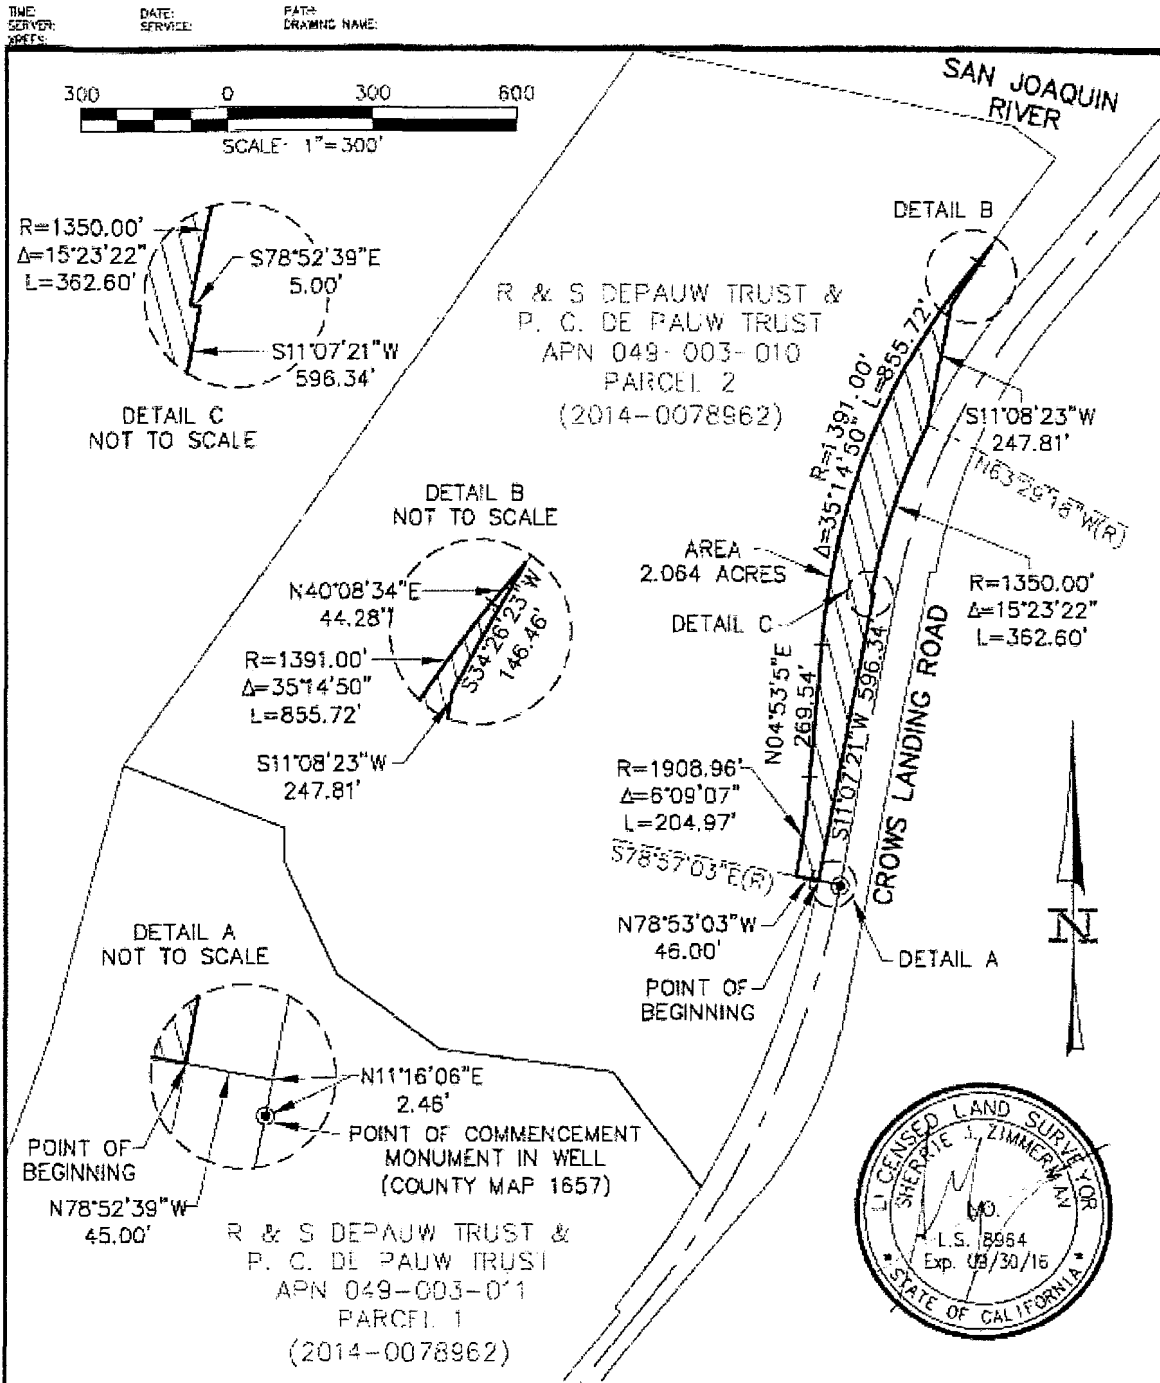 TIME:
SERVER:
XREFS:
DATE:
SERVICE:
PATH:
DRAWING NAME:
300 0 300 600
SCALE: 1"=300'
SAN JOAQUIN
RIVER
R=1350.00'
Δ=15°23'22"
L=362.60'
S78°52'39"E
5.00'
S11°07'21"W
596.34'
DETAIL C
NOT TO SCALE
DETAIL B
R & S DEPAUW TRUST &
P. C. DE PAUW TRUST
APN 049-003-010
PARCEL 2
(2014-0078962)
R=1391.00'
Δ=35°14'50" L=855.72'
S11°08'23"W
247.81'
N63°29'18"W(R)
DETAIL B
NOT TO SCALE
N40°08'34"E
44.28"
S34°26'23"W
146.46'
R=1391.00'
Δ=35°14'50"
L=855.72'
S11°08'23"W
247.81'
AREA
2.064 ACRES
DETAIL C
R=1350.00'
Δ=15°23'22"
L=362.60'
N04°53'5"E
269.54'
S11°07'21"W 596.34'
CROWS LANDING ROAD
R=1908.96'
Δ=6°09'07"
L=204.97'
S78°57'03"E(R)
N78°53'03"W
46.00'
POINT OF
BEGINNING
DETAIL A
N
DETAIL A
NOT TO SCALE
N11°16'06"E
2.46'
POINT OF COMMENCEMENT
MONUMENT IN WELL
(COUNTY MAP 1657)
POINT OF
BEGINNING
N78°52'39"W
45.00'
R & S DEPAUW TRUST &
P. C. DE PAUW TRUST
APN 049-003-011
PARCEL 1
(2014-0078962)
LICENSED LAND SURVEYOR
SHERRIE J. ZIMMERMAN
NO.
L.S. 8964
Exp. 09/30/16
STATE OF CALIFORNIA